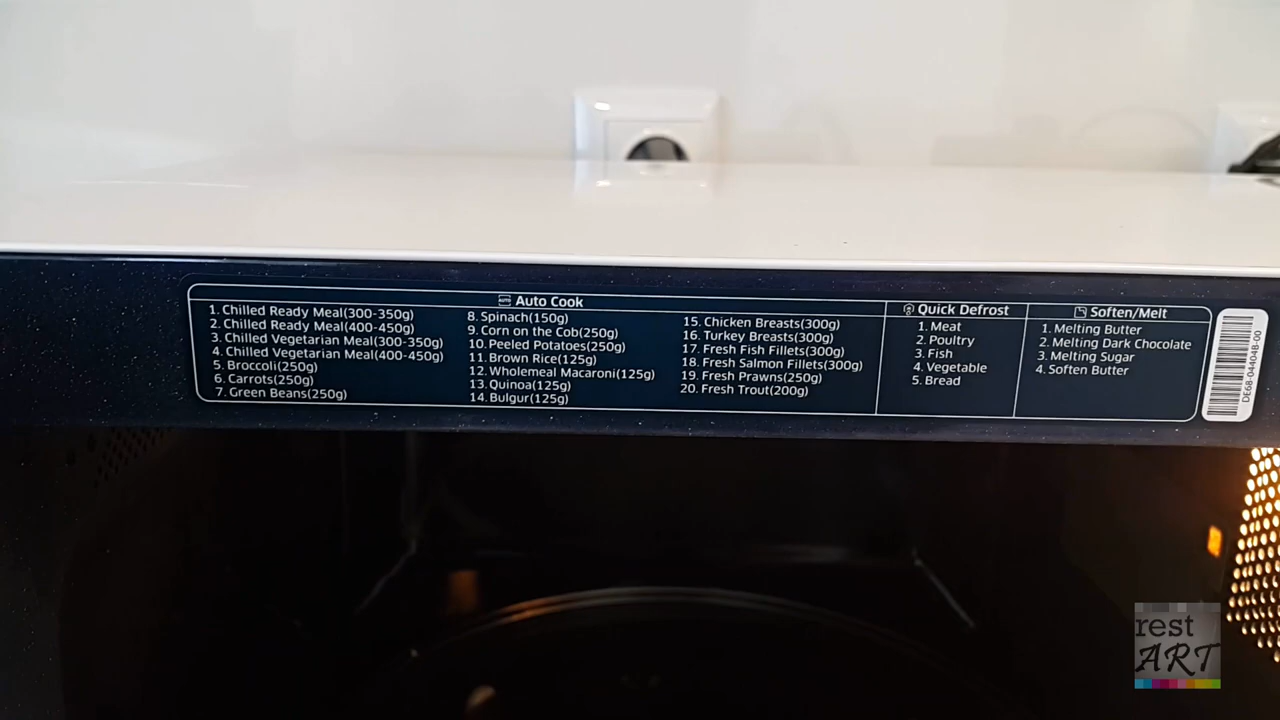 AUTO Auto Cook
1. Chilled Ready Meal(300-350g)
2. Chilled Ready Meal(400-450g)
3. Chilled Vegetarian Meal(300-350g)
4. Chilled Vegetarian Meal(400-450g)
5. Broccoli(250g)
6. Carrots(250g)
7. Green Beans(250g)
8. Spinach(150g)
9. Corn on the Cob(250g)
10. Peeled Potatoes(250g)
11. Brown Rice(125g)
12. Wholemeal Macaroni(125g)
13. Quinoa(125g)
14. Bulgur(125g)
15. Chicken Breasts(300g)
16. Turkey Breasts(300g)
17. Fresh Fish Fillets(300g)
18. Fresh Salmon Fillets(300g)
19. Fresh Prawns(250g)
20. Fresh Trout(200g)
Quick Defrost
1. Meat
2. Poultry
3. Fish
4. Vegetable
5. Bread
Soften/Melt
1. Melting Butter
2. Melting Dark Chocolate
3. Melting Sugar
4. Soften Butter
DE68-04404B-00
rest
ART